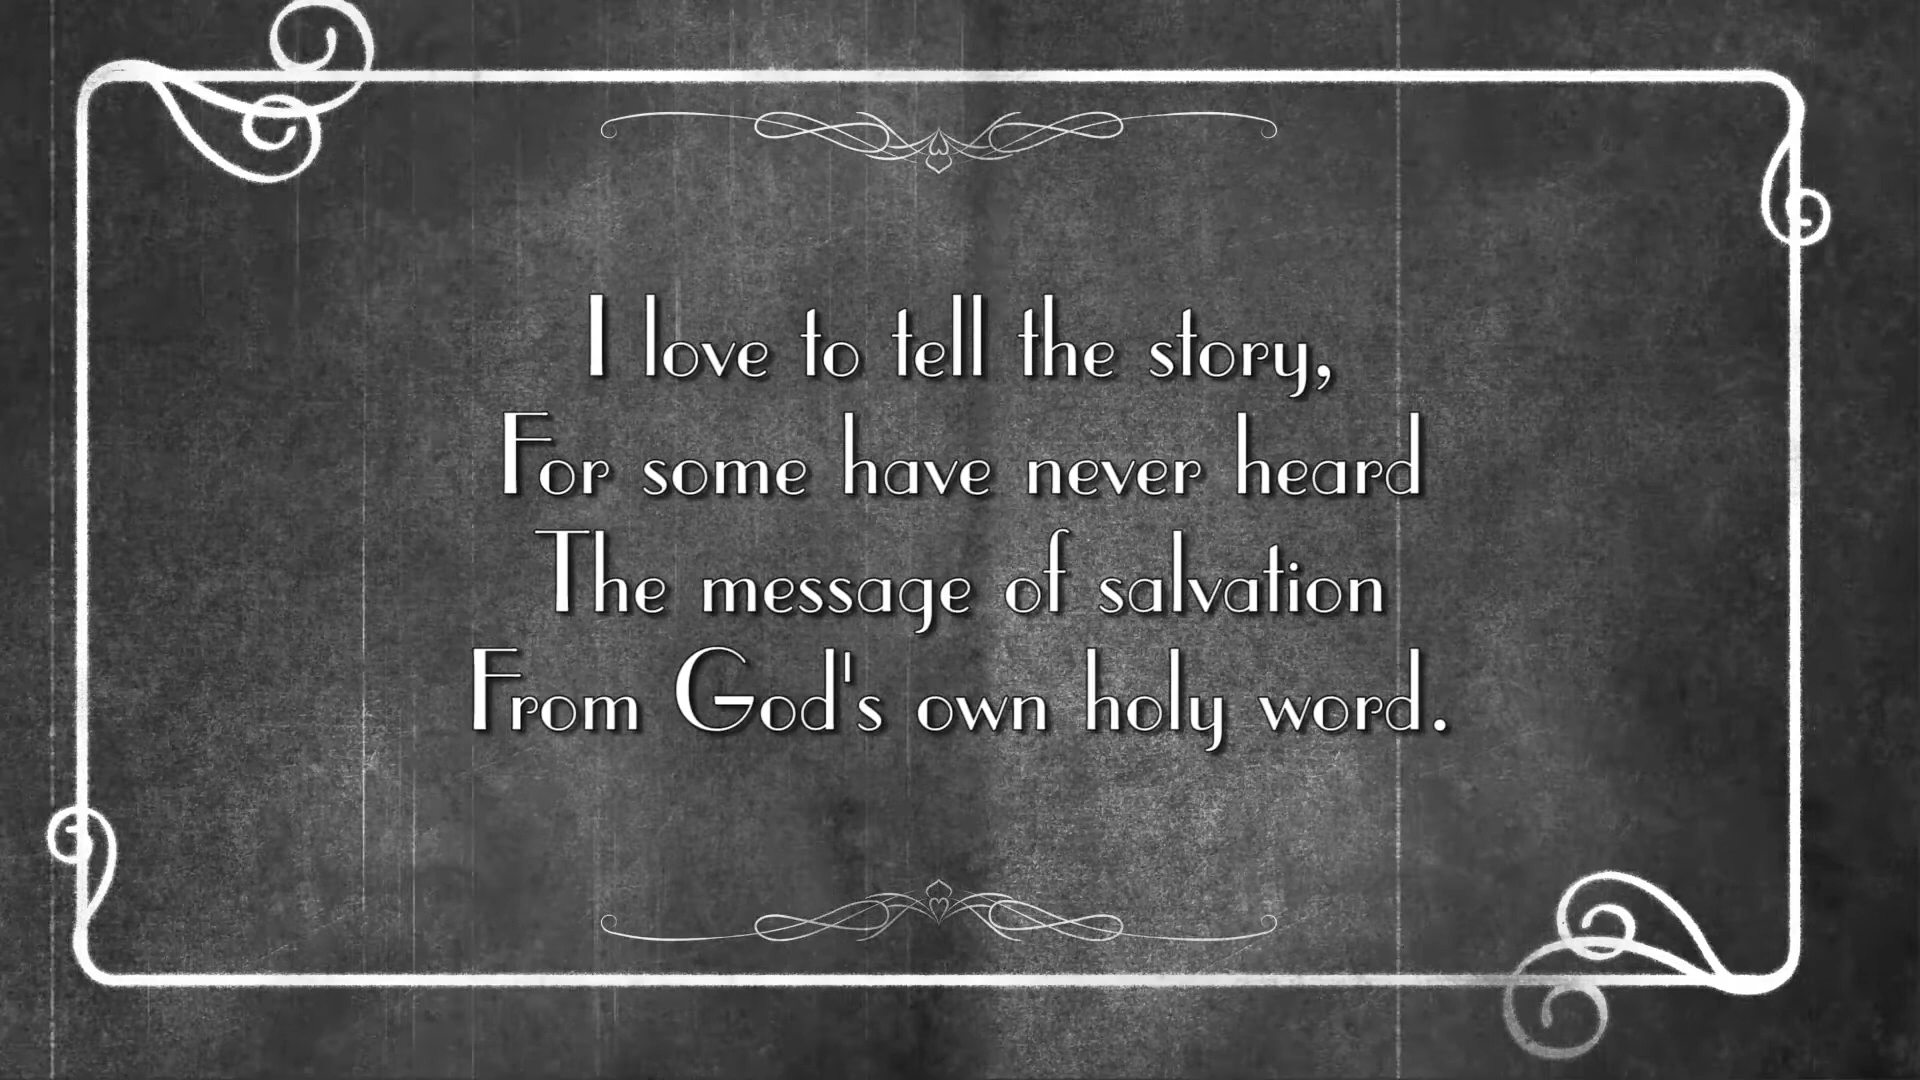 I love to tell the story,
For some have never heard
The message of salvation
From God's own holy word.